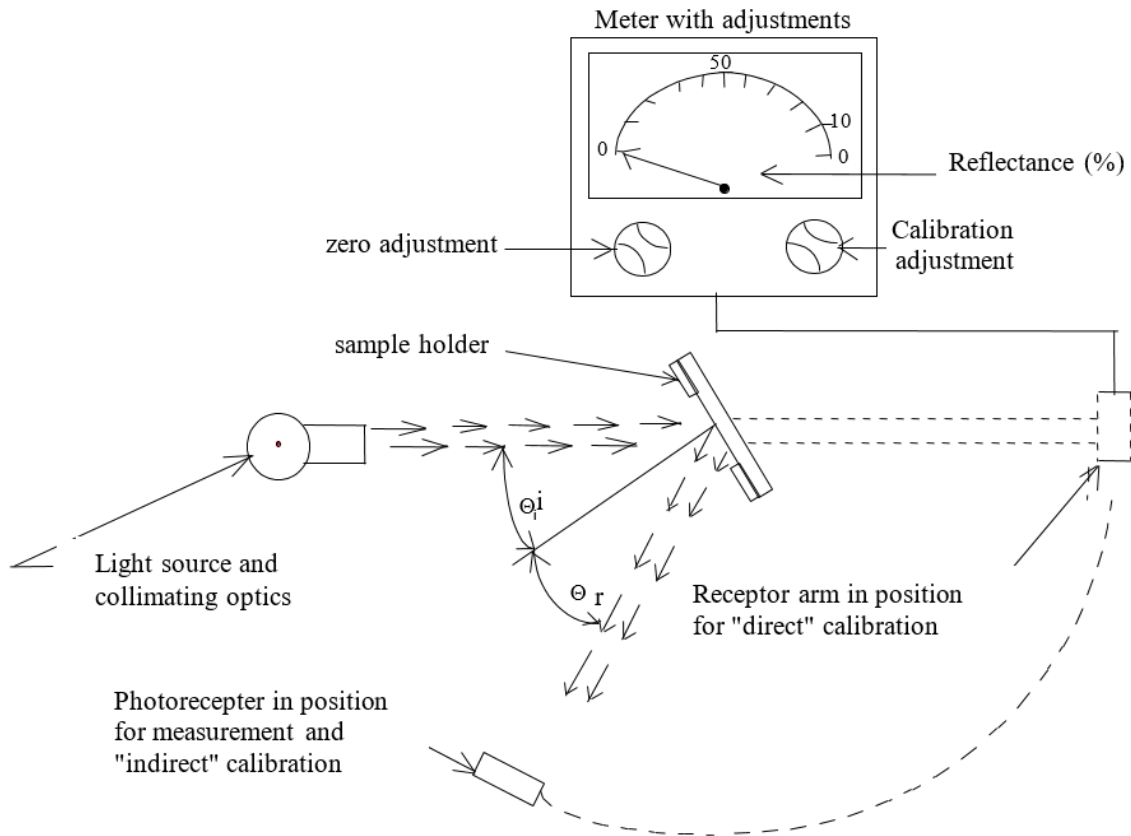 Meter with adjustments
50
10
0
0
Reflectance (%)
zero adjustment
Calibration
adjustment
sample holder
Θi i
Θ r
Light source and
collimating optics
Receptor arm in position
for "direct" calibration
Photorecepter in position
for measurement and
"indirect" calibration